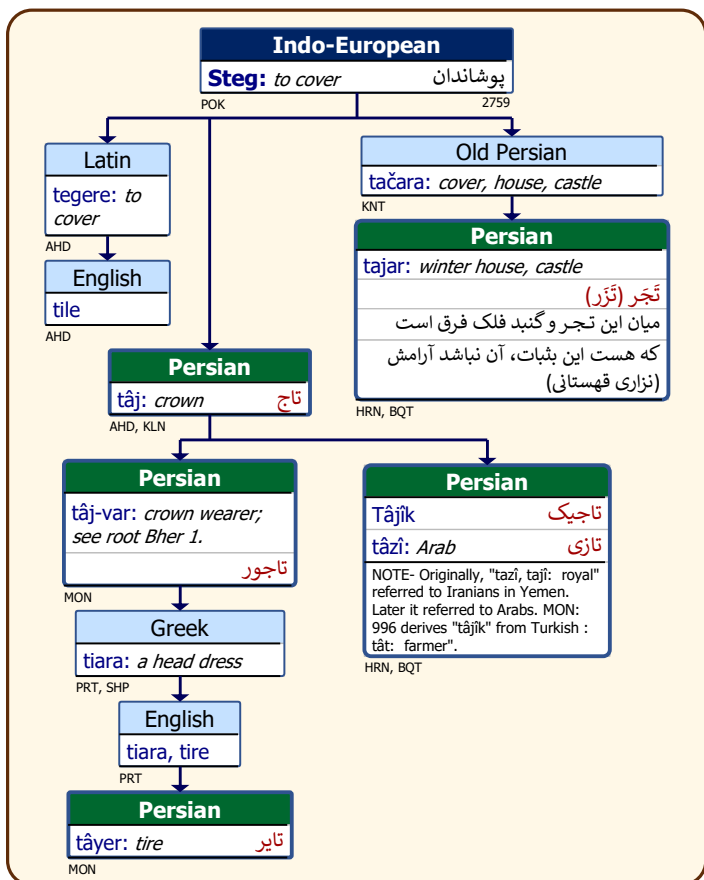 Indo-European
Steg: to cover پوشاندان
POK 2759
Latin
tegere: to
cover
AHD
English
tile
AHD
Old Persian
tačara: cover, house, castle
KNT
Persian
tajar: winter house, castle
تَجَر (تَزَر)
میان این تـجـر و گنبد فلک فرق است
که هست این بثبات، آن نباشد آرامش
(نزاری قهستانی)
HRN, BQT
Persian
tâj: crown تاج
AHD, KLN
Persian
tâj-var: crown wearer;
see root Bher 1.
تاجور
MON
Greek
tiara: a head dress
PRT, SHP
English
tiara, tire
PRT
Persian
tâyer: tire تایر
MON
Persian
Tâjîk تاجیک
tâzî: Arab تازی
NOTE- Originally, "tazî, tajî: royal"
referred to Iranians in Yemen.
Later it referred to Arabs. MON:
996 derives "tâjîk" from Turkish :
tât: farmer".
HRN, BQT